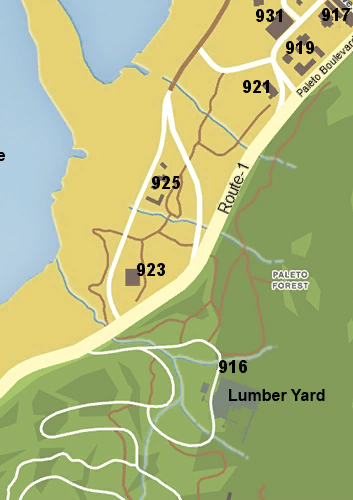 931
917
919
921
Paleto Boulevard
e
925
Route-1
923
PALETO
FOREST
916
Lumber Yard